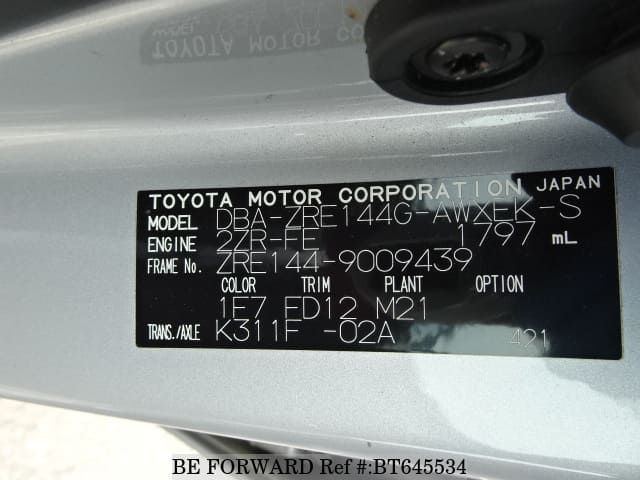 TOYOTA MOTOR CO
TOYOTA MOTOR CORPORATION JAPAN
MODEL DBA-ZRE144G-AWXEK-S
ENGINE 2ZR-FE 1797 mL
FRAME No. ZRE144-9009439
COLOR TRIM PLANT OPTION
1F7 FD12 M21
TRANS./AXLE K311F -02A 421
BE FORWARD Ref #:BT645534